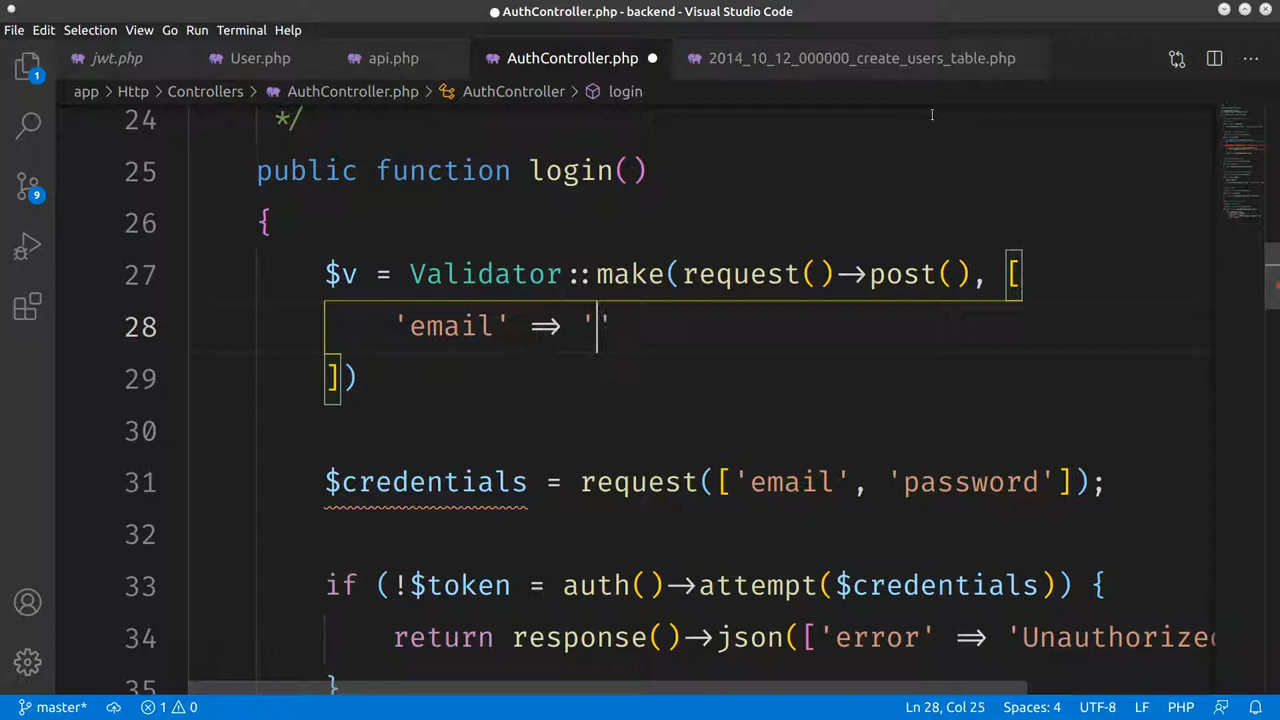 AuthController.php - backend - Visual Studio Code
File Edit Selection View Go Run Terminal Help
jwt.php User.php api.php AuthController.php 2014_10_12_000000_create_users_table.php
app > Http > Controllers > AuthController.php > AuthController > login
24 */
25 public function login()
26 {
27 $v = Validator::make(request()->post(), [
28 'email' => ''
29 ])
30
31 $credentials = request(['email', 'password']);
32
33 if (!$token = auth()->attempt($credentials)) {
34 return response()->json(['error' => 'Unauthorized
35 }
1
9
master* 1 0 Ln 28, Col 25 Spaces: 4 UTF-8 LF PHP